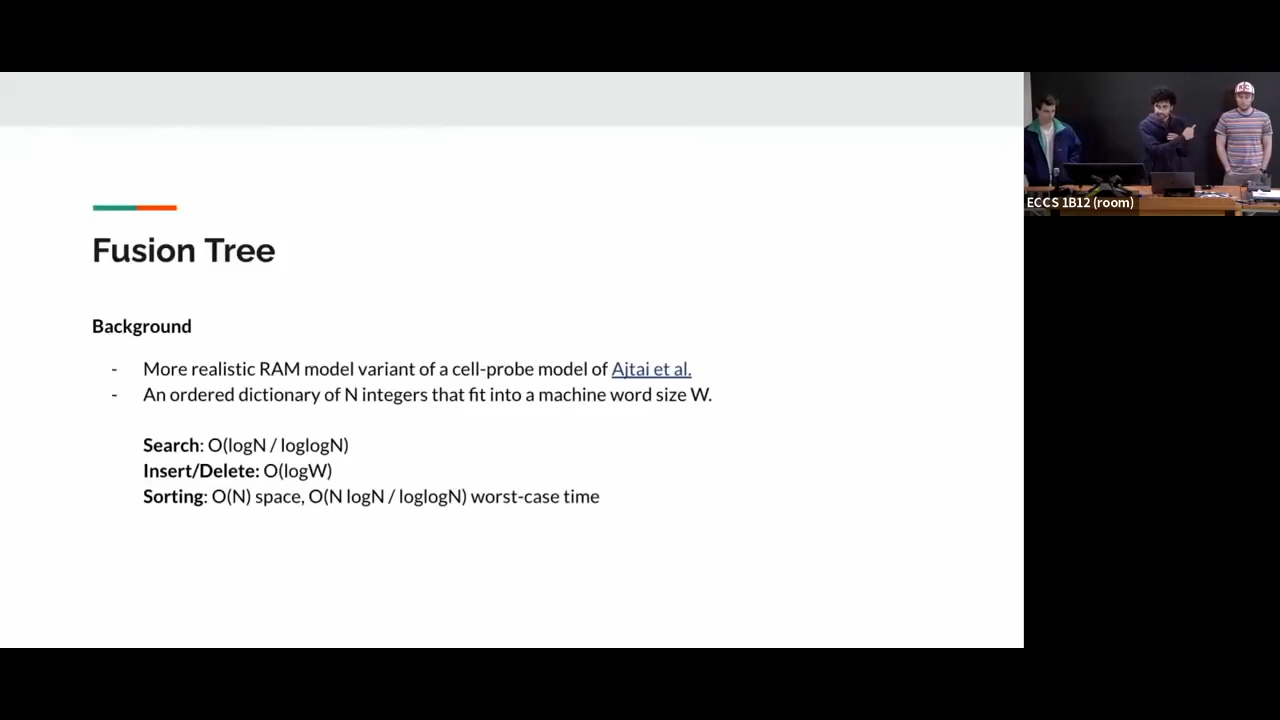 Fusion Tree
Background
- More realistic RAM model variant of a cell-probe model of Ajtai et al.
- An ordered dictionary of N integers that fit into a machine word size W.
Search: O(logN / loglogN)
Insert/Delete: O(logW)
Sorting: O(N) space, O(N logN / loglogN) worst-case time
ECCS 1B12 (room)